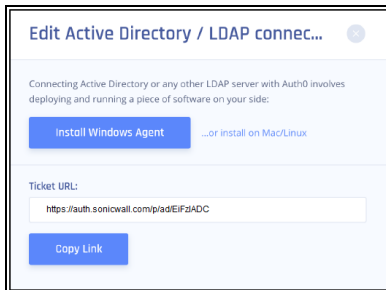 Edit Active Directory / LDAP connec...
Connecting Active Directory or any other LDAP server with Auth0 involves
deploying and running a piece of software on your side:
Install Windows Agent
...or install on Mac/Linux
Ticket URL:
https://auth.sonicwall.com/p/ad/EiFzIADC
Copy Link